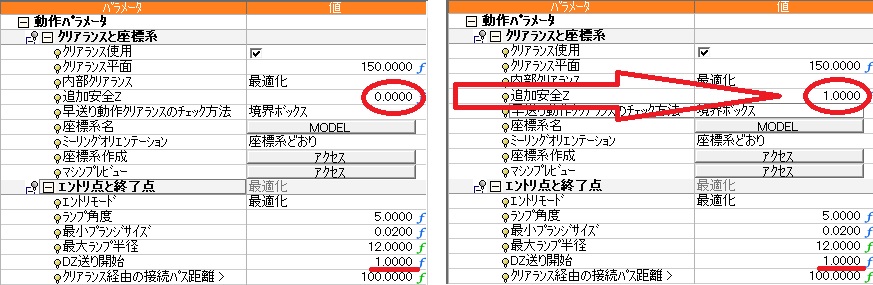 パラメータ 値
動作パラメータ
クリアランスと座標系
クリアランス使用
クリアランス平面 150.0000 f
内部クリアランス 最適化
追加安全Z 0.0000 f
早送り動作クリアランスのチェック方法 境界ボックス
座標系名 MODEL
ミーリングオリエンテーション 座標系どおり
座標系作成 アクセス
マシンプレビュー アクセス
エントリ点と終了点 最適化
エントリモード 最適化
ランプ角度 5.0000 f
最小プランジサイズ 0.0200 f
最大ランプ半径 12.0000 f
DZ送り開始 1.0000 f
クリアランス経由の接続パス距離 > 100.0000 f
パラメータ 値
動作パラメータ
クリアランスと座標系
クリアランス使用
クリアランス平面 150.0000 f
内部クリアランス 最適化
追加安全Z 1.0000 f
早送り動作クリアランスのチェック方法 境界ボックス
座標系名 MODEL
ミーリングオリエンテーション 座標系どおり
座標系作成 アクセス
マシンプレビュー アクセス
エントリ点と終了点 最適化
エントリモード 最適化
ランプ角度 5.0000 f
最小プランジサイズ 0.0200 f
最大ランプ半径 12.0000 f
DZ送り開始 1.0000 f
クリアランス経由の接続パス距離 > 100.0000 f